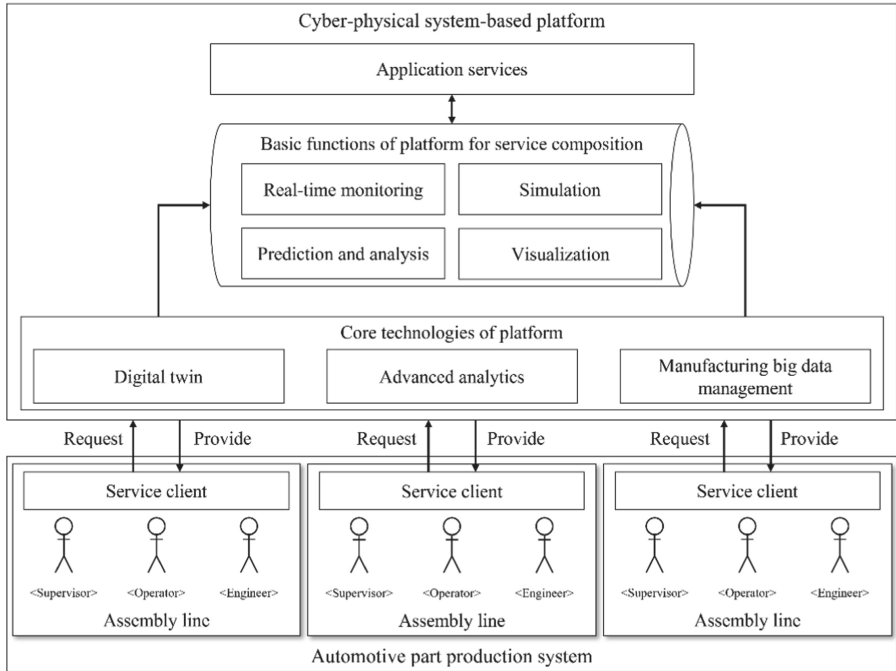 Cyber-physical system-based platform
Application services
Basic functions of platform for service composition
Real-time monitoring
Simulation
Prediction and analysis
Visualization
Core technologies of platform
Digital twin
Advanced analytics
Manufacturing big data
management
Request
Provide
Request
Provide
Request
Provide
Service client
Service client
Service client
<Supervisor>
<Operator>
<Engineer>
<Supervisor>
<Operator>
<Engineer>
<Supervisor>
<Operator>
<Engineer>
Assembly line
Assembly line
Assembly line
Automotive part production system